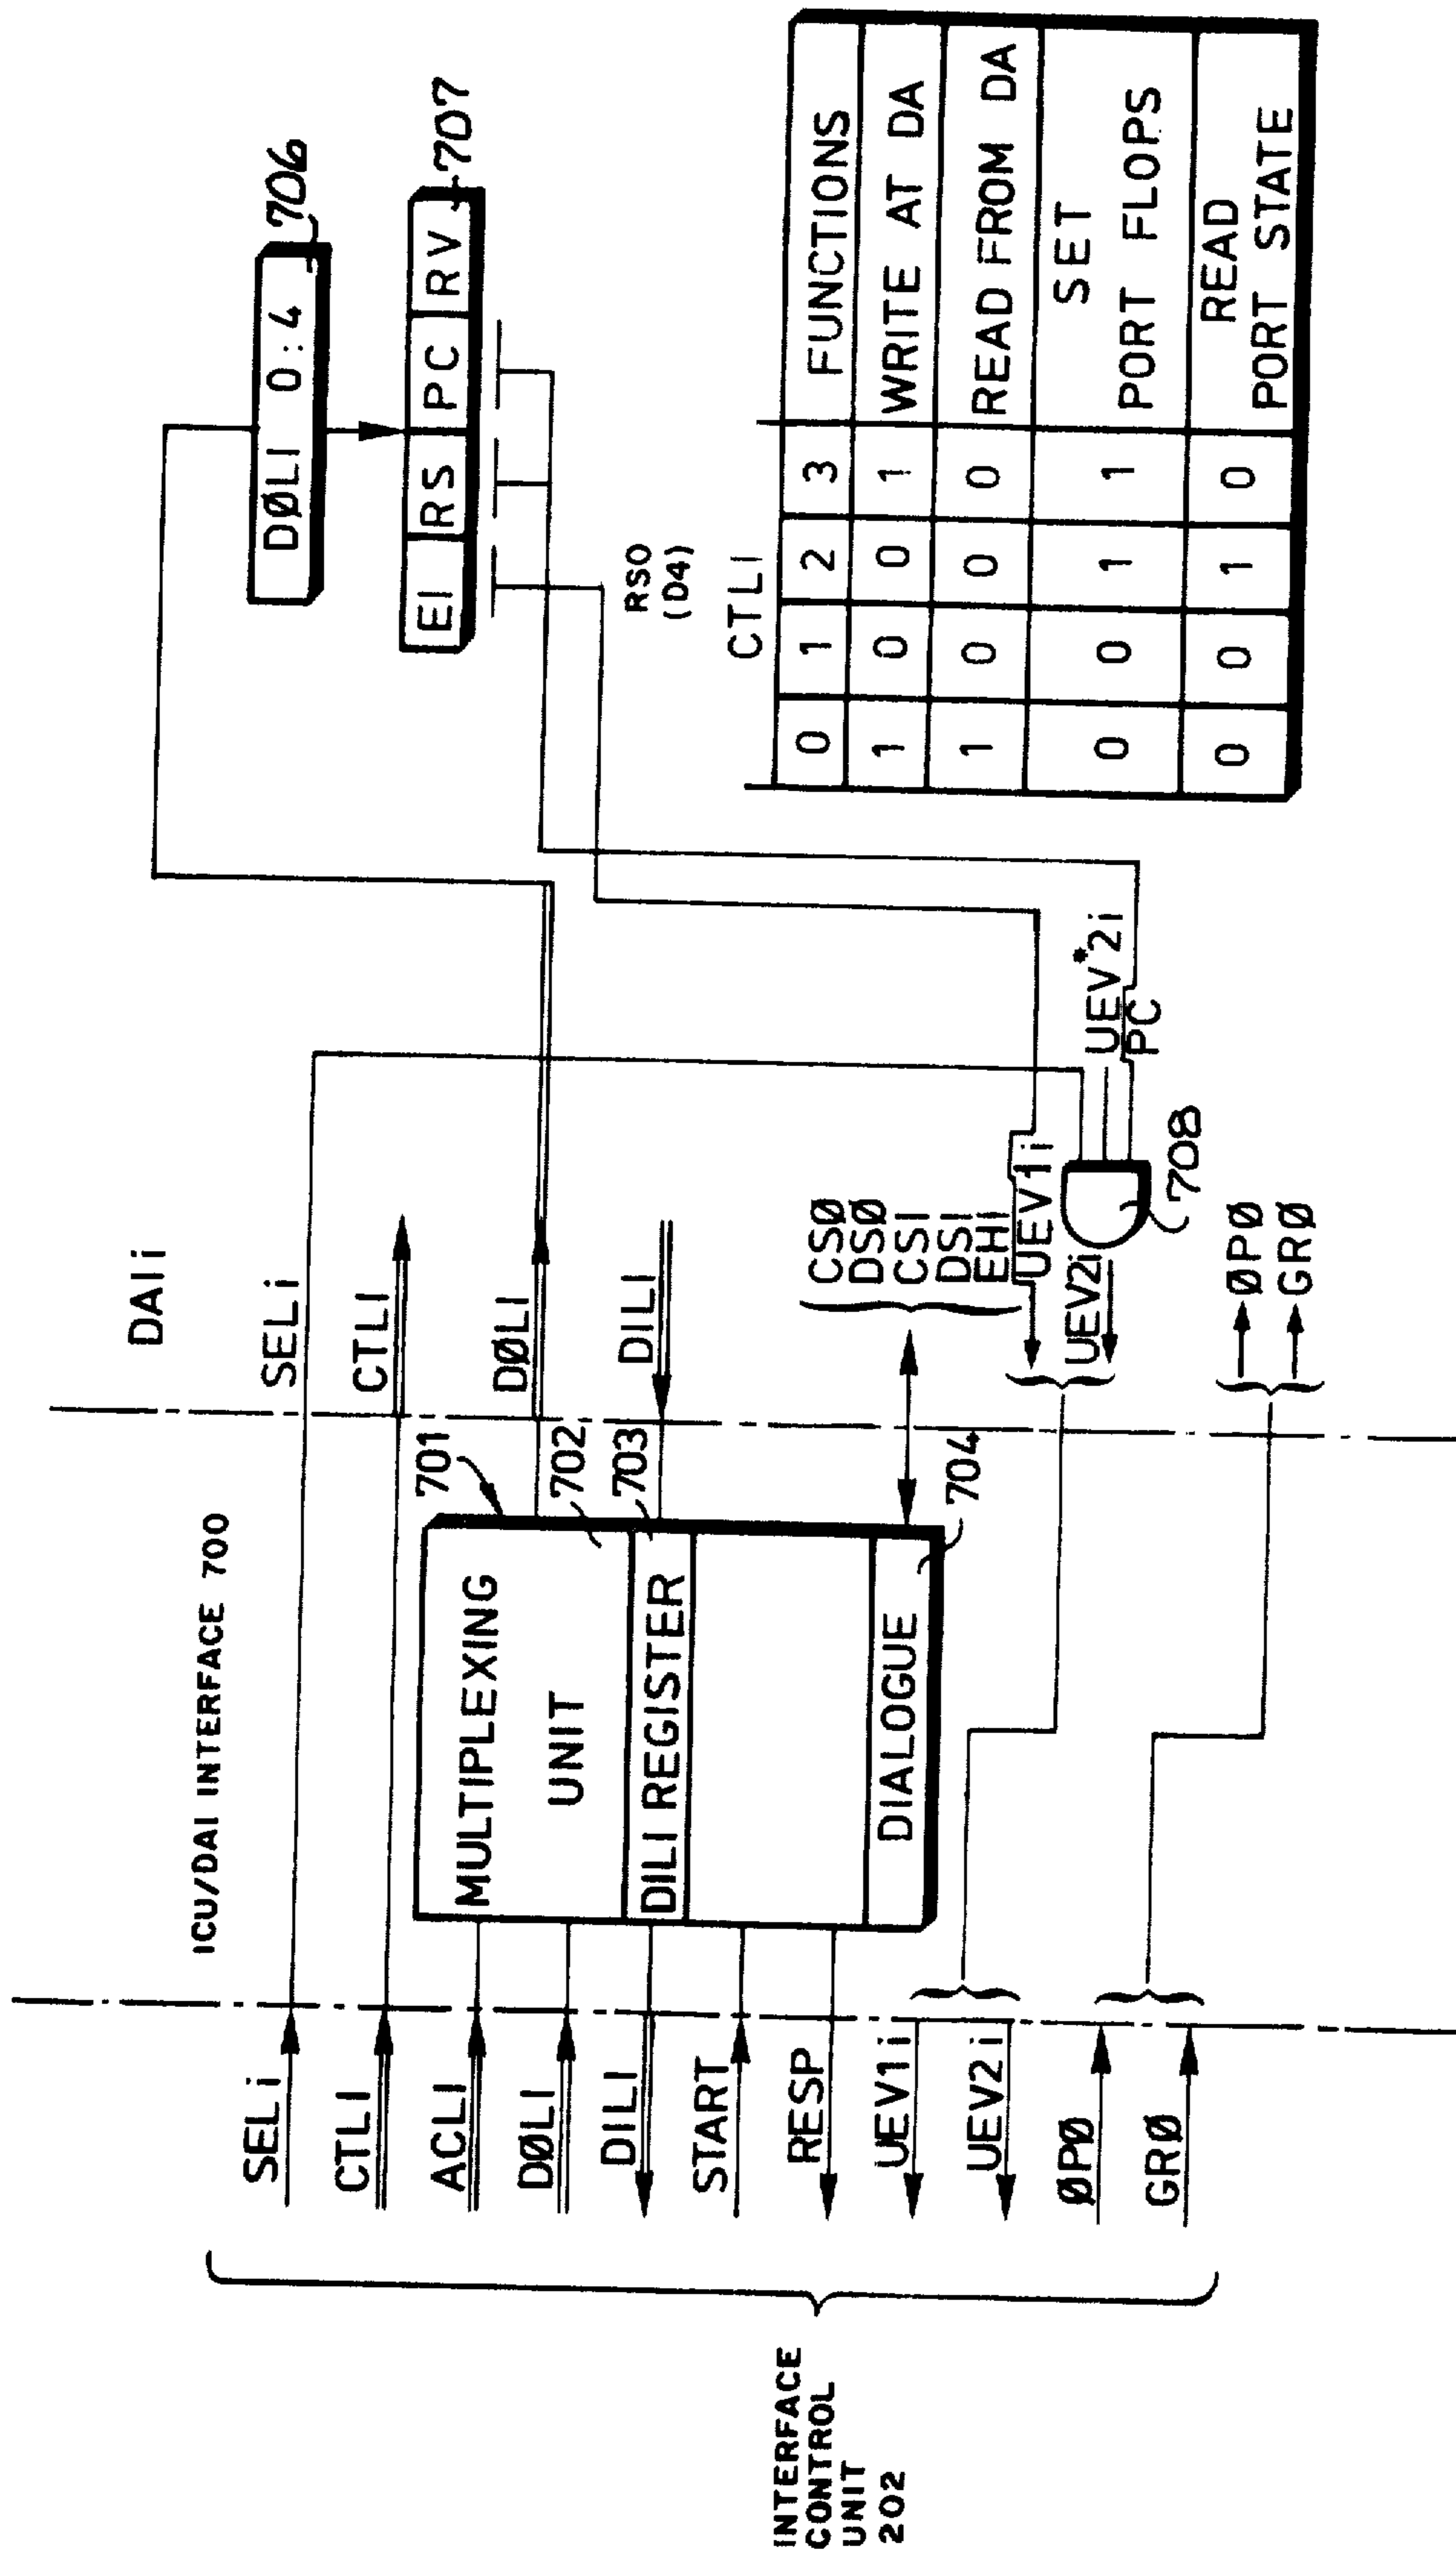 INTERFACE
CONTROL
UNIT
202
SELi
CTLI
ACLI
DØLI
DILI
START
RESP
UEV1i
UEV2i
ØPØ
GRØ
ICU/DAI INTERFACE 700
MULTIPLEXING
UNIT
DILI REGISTER
DIALOGUE
701
702
703
704
DAIi
SELi
CTLI
DØLI
DILI
CSØ
DSØ
CSI
DSI
EHI
UEV1i
UEV2i
708
ØPØ
GRØ
UEV*2i
PC
DØLI 0:4
706
EI RS PC RV
707
RSO
(D4)
CTLI
0 1 2 3 FUNCTIONS
1 0 0 1 WRITE AT DA
1 0 0 0 READ FROM DA
0 0 1 1 SET
PORT FLOPS
0 0 1 0 READ
PORT STATE